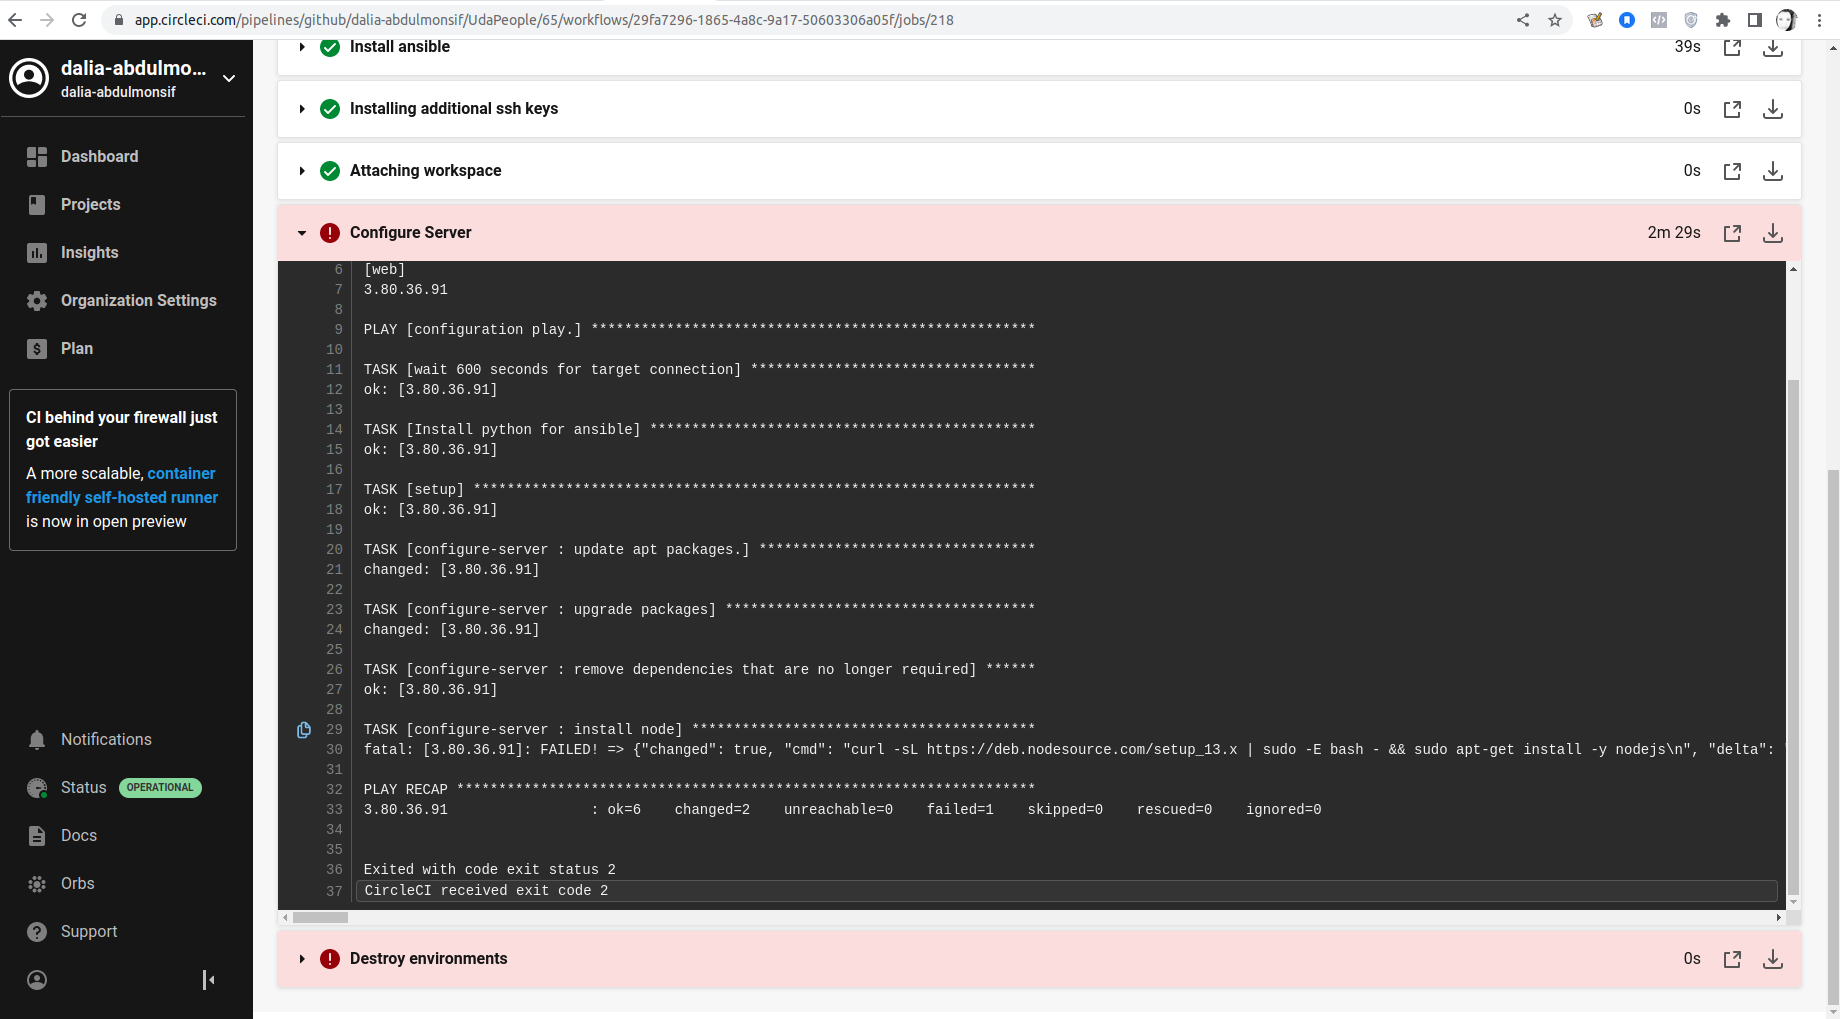 app.circleci.com/pipelines/github/dalia-abdulmonsif/UdaPeople/65/workflows/29fa7296-1865-4a8c-9a17-50603306a05f/jobs/218
dalia-abdulmo...
dalia-abdulmonsif
Dashboard
Projects
Insights
Organization Settings
Plan
CI behind your firewall just
got easier
A more scalable, container
friendly self-hosted runner
is now in open preview
Notifications
Status OPERATIONAL
Docs
Orbs
Support
Install ansible 39s
Installing additional ssh keys 0s
Attaching workspace 0s
Configure Server 2m 29s
6 [web]
7 3.80.36.91
8
9 PLAY [configuration play.] *****************************************************
10
11 TASK [wait 600 seconds for target connection] **********************************
12 ok: [3.80.36.91]
13
14 TASK [Install python for ansible] **********************************************
15 ok: [3.80.36.91]
16
17 TASK [setup] *******************************************************************
18 ok: [3.80.36.91]
19
20 TASK [configure-server : update apt packages.] *********************************
21 changed: [3.80.36.91]
22
23 TASK [configure-server : upgrade packages] *************************************
24 changed: [3.80.36.91]
25
26 TASK [configure-server : remove dependencies that are no longer required] ******
27 ok: [3.80.36.91]
28
29 TASK [configure-server : install node] *****************************************
30 fatal: [3.80.36.91]: FAILED! => {"changed": true, "cmd": "curl -sL https://deb.nodesource.com/setup_13.x | sudo -E bash - && sudo apt-get install -y nodejs\n", "delta": "
31
32 PLAY RECAP *********************************************************************
33 3.80.36.91 : ok=6 changed=2 unreachable=0 failed=1 skipped=0 rescued=0 ignored=0
34
35
36 Exited with code exit status 2
37 CircleCI received exit code 2
Destroy environments 0s